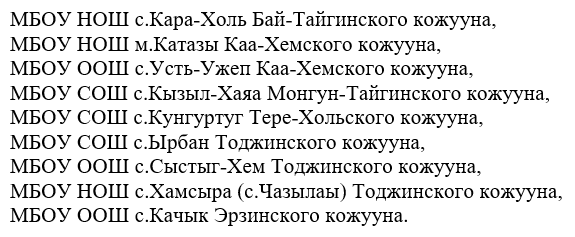 МБОУ НОШ с.Кара-Холь Бай-Тайгинского кожууна,
МБОУ НОШ м.Катазы Каа-Хемского кожууна,
МБОУ ООШ с.Усть-Ужеп Каа-Хемского кожууна,
МБОУ СОШ с.Кызыл-Хаяа Монгун-Тайгинского кожууна,
МБОУ СОШ с.Кунгуртуг Тере-Хольского кожууна,
МБОУ СОШ с.Ырбан Тоджинского кожууна,
МБОУ ООШ с.Сыстыг-Хем Тоджинского кожууна,
МБОУ НОШ с.Хамсыра (с.Чазылаы) Тоджинского кожууна,
МБОУ ООШ с.Качык Эрзинского кожууна.